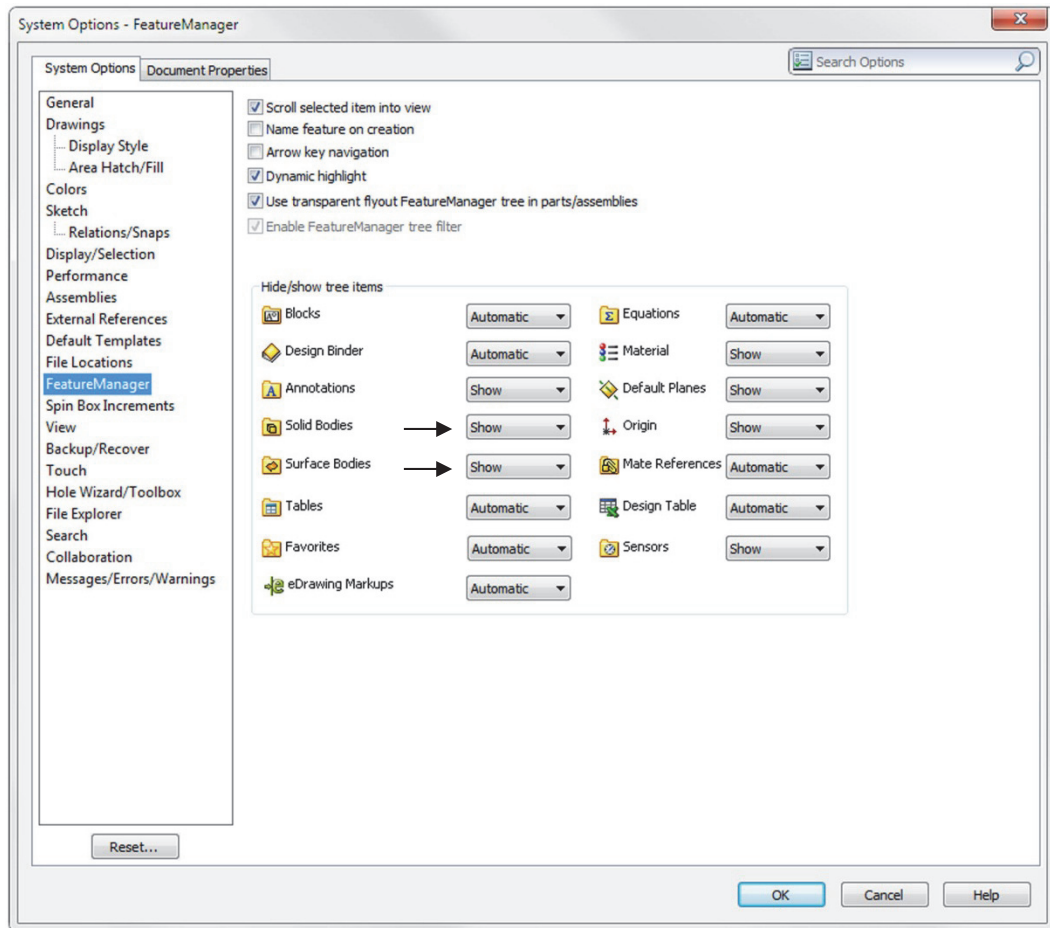 System Options - FeatureManager
System Options
Document Properties
Search Options
General
Drawings
Display Style
Area Hatch/Fill
Colors
Sketch
Relations/Snaps
Display/Selection
Performance
Assemblies
External References
Default Templates
File Locations
FeatureManager
Spin Box Increments
View
Backup/Recover
Touch
Hole Wizard/Toolbox
File Explorer
Search
Collaboration
Messages/Errors/Warnings
Reset...
Scroll selected item into view
Name feature on creation
Arrow key navigation
Dynamic highlight
Use transparent flyout FeatureManager tree in parts/assemblies
Enable FeatureManager tree filter
Hide/show tree items
Blocks Automatic Equations Automatic
Design Binder Automatic Material Show
Annotations Show Default Planes Show
Solid Bodies Show Origin Show
Surface Bodies Show Mate References Automatic
Tables Automatic Design Table Automatic
Favorites Automatic Sensors Show
eDrawing Markups Automatic
OK Cancel Help